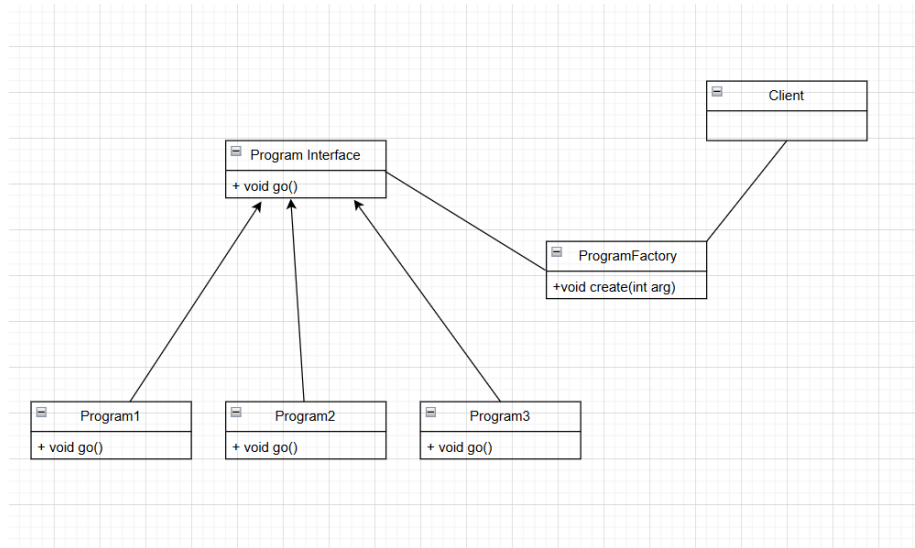 Client
Program Interface
+ void go()
ProgramFactory
+void create(int arg)
Program1
+ void go()
Program2
+ void go()
Program3
+ void go()